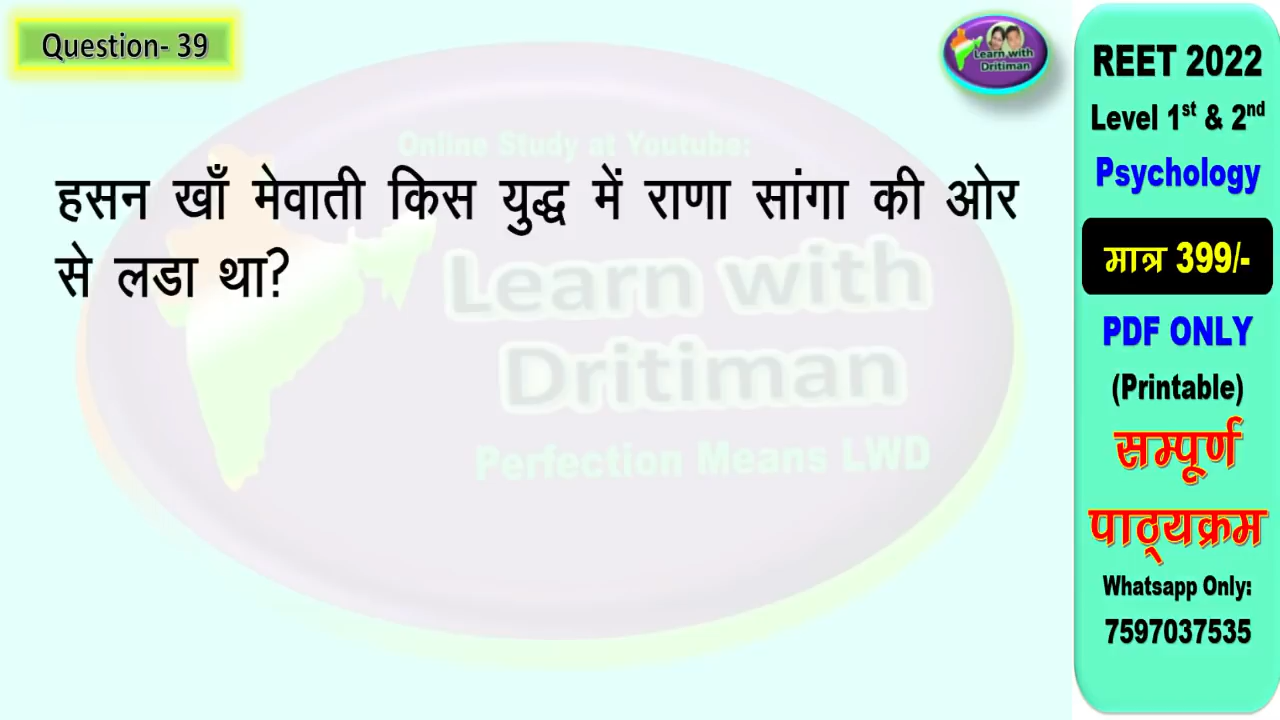 Question- 39
Learn with
Dritiman
हसन खाँ मेवाती किस युद्ध में राणा सांगा की ओर
से लडा था?
Online Study at Youtube:
Learn with
Dritiman
Perfection Means LWD
REET 2022
Level 1st & 2nd
Psychology
मात्र 399/-
PDF ONLY
(Printable)
सम्पूर्ण
पाठ्यक्रम
Whatsapp Only:
7597037535